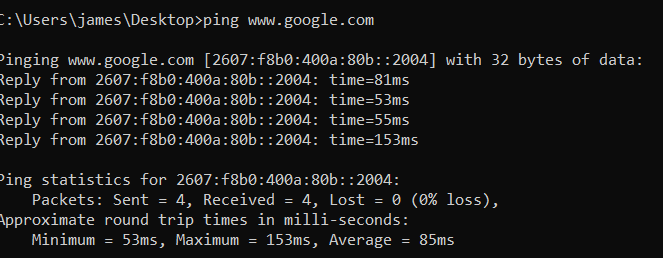 C:\Users\james\Desktop>ping www.google.com
Pinging www.google.com [2607:f8b0:400a:80b::2004] with 32 bytes of data:
Reply from 2607:f8b0:400a:80b::2004: time=81ms
Reply from 2607:f8b0:400a:80b::2004: time=53ms
Reply from 2607:f8b0:400a:80b::2004: time=55ms
Reply from 2607:f8b0:400a:80b::2004: time=153ms
Ping statistics for 2607:f8b0:400a:80b::2004:
    Packets: Sent = 4, Received = 4, Lost = 0 (0% loss),
Approximate round trip times in milli-seconds:
    Minimum = 53ms, Maximum = 153ms, Average = 85ms